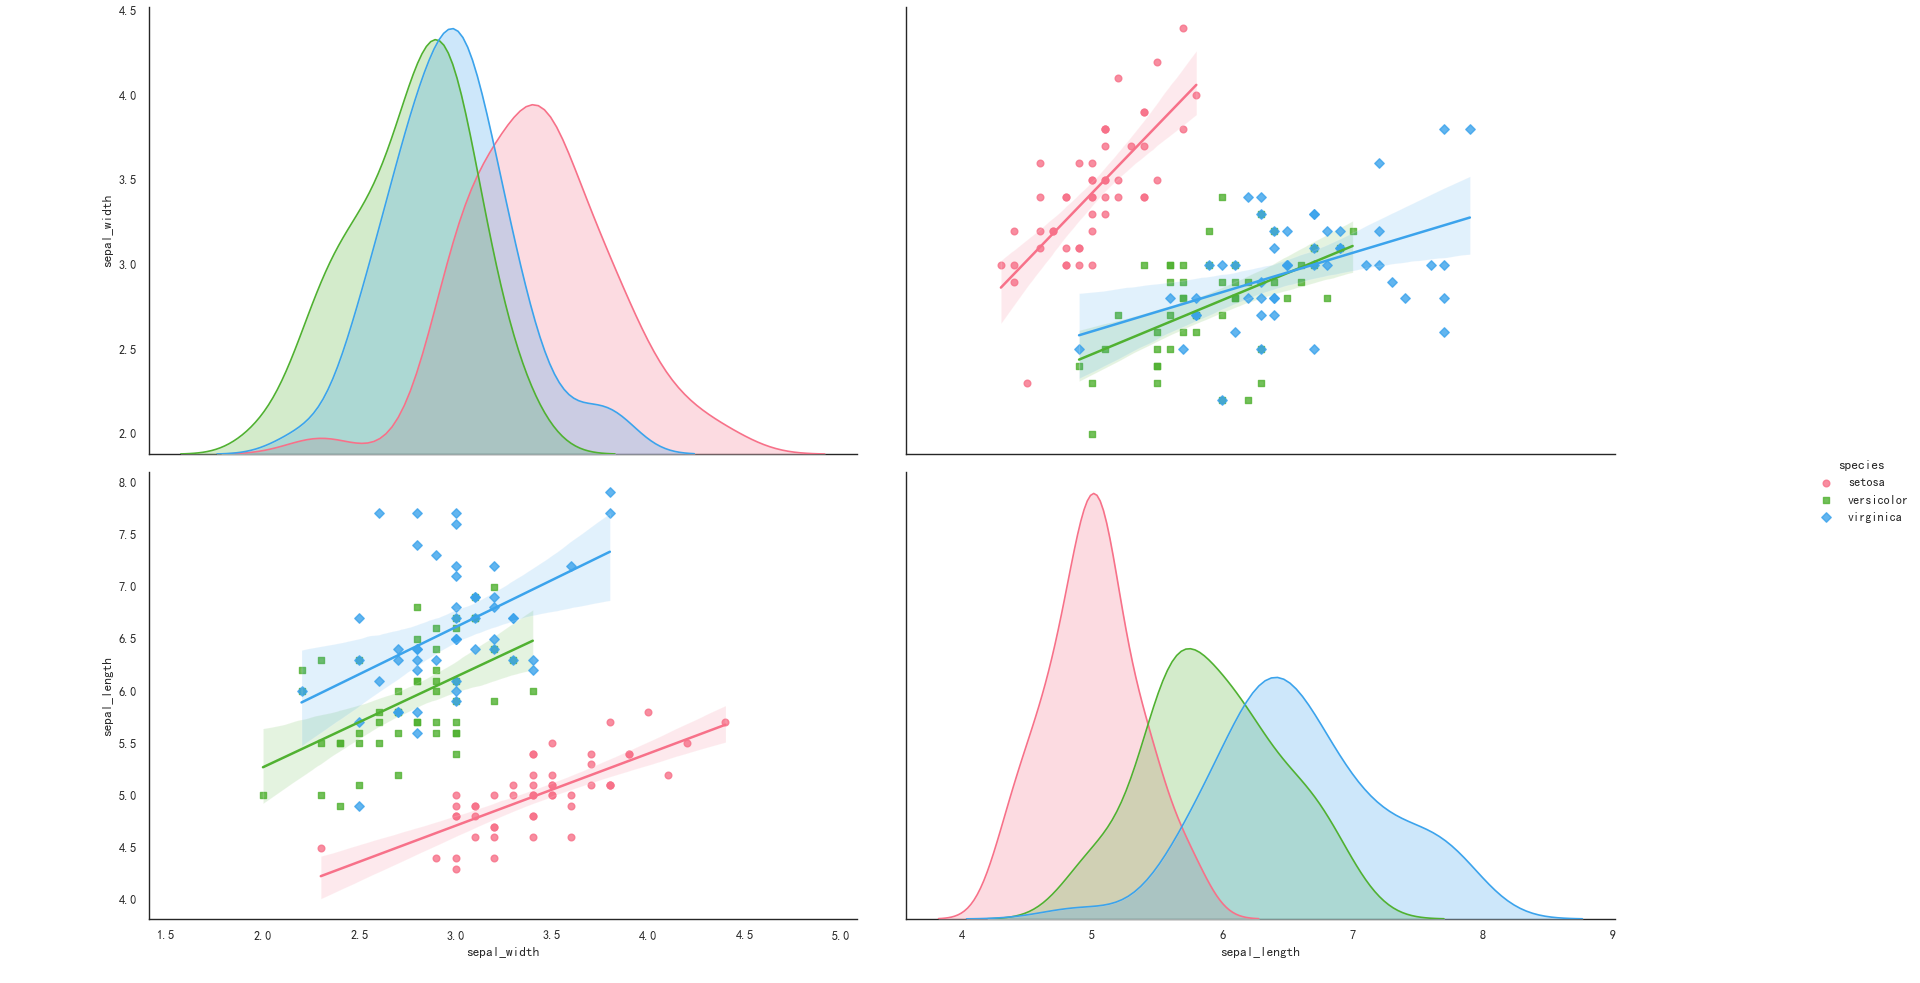 4.5
4.0
3.5
3.0
2.5
2.0
sepal_width
8.0
7.5
7.0
6.5
6.0
5.5
5.0
4.5
4.0
sepal_length
1.5 2.0 2.5 3.0 3.5 4.0 4.5 5.0
sepal_width
4 5 6 7 8 9
sepal_length
species
setosa
versicolor
virginica